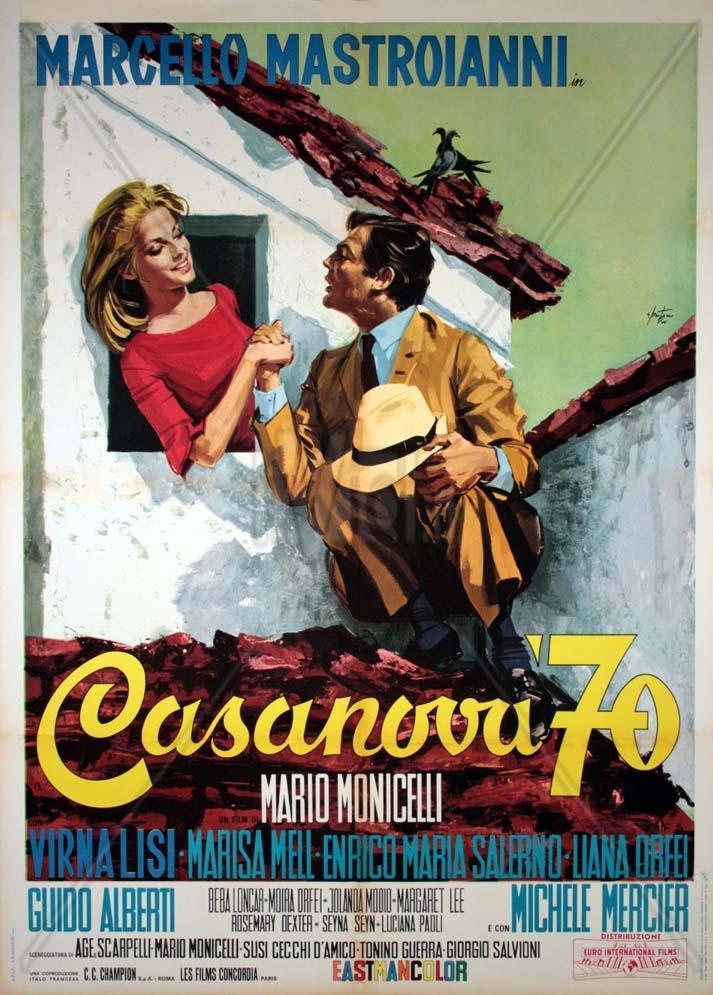 MARCELLO MASTROIANNI in
Casanova '70
UN FILM DI MARIO MONICELLI
CON
VIRNA LISI · MARISA MELL · ENRICO MARIA SALERNO · LIANA ORFEI
GUIDO ALBERTI
BEBA LONCAR · MOIRA ORFEI · JOLANDA MODIO · MARGARET LEE
ROSEMARY DEXTER · SEYNA SEYN · LUCIANA PAOLI
E CON MICHELE MERCIER
SCENEGGIATURA DI AGE · SCARPELLI · MARIO MONICELLI · SUSI CECCHI D'AMICO · TONINO GUERRA · GIORGIO SALVIONI
UNA COPRODUZIONE
ITALO FRANCESE
C.C. CHAMPION S.p.A. - ROMA LES FILMS CONCORDIA PARIS
EASTMANCOLOR
DISTRIBUZIONE
EURO INTERNATIONAL FILMS